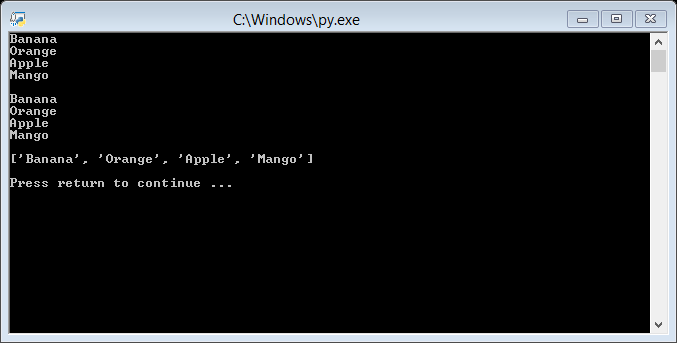 C:\Windows\py.exe
Banana
Orange
Apple
Mango
Banana
Orange
Apple
Mango
['Banana', 'Orange', 'Apple', 'Mango']
Press return to continue ...